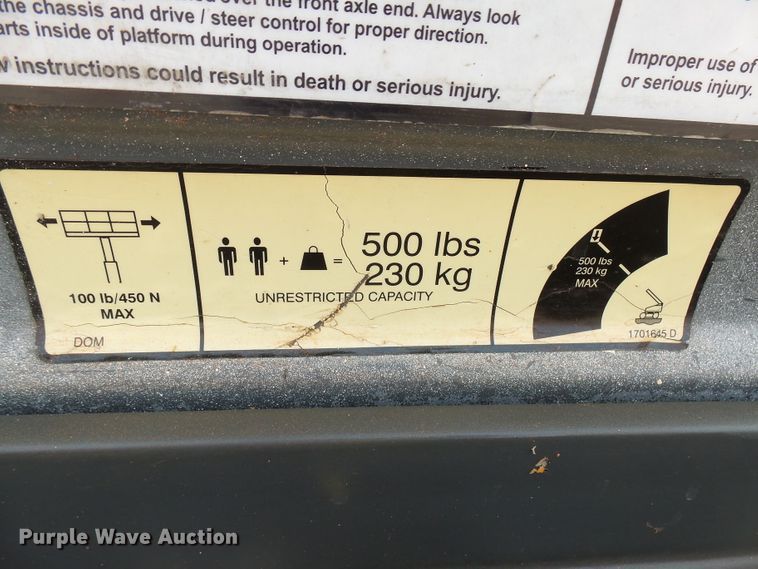 over the front axle end. Always look
the chassis and drive / steer control for proper direction.
arts inside of platform during operation.
w instructions could result in death or serious injury.
Improper use of
or serious injury.
100 lb/450 N
MAX
DOM
+ =
500 lbs
230 kg
UNRESTRICTED CAPACITY
500 lbs
230 kg
MAX
1701645 D
Purple Wave Auction